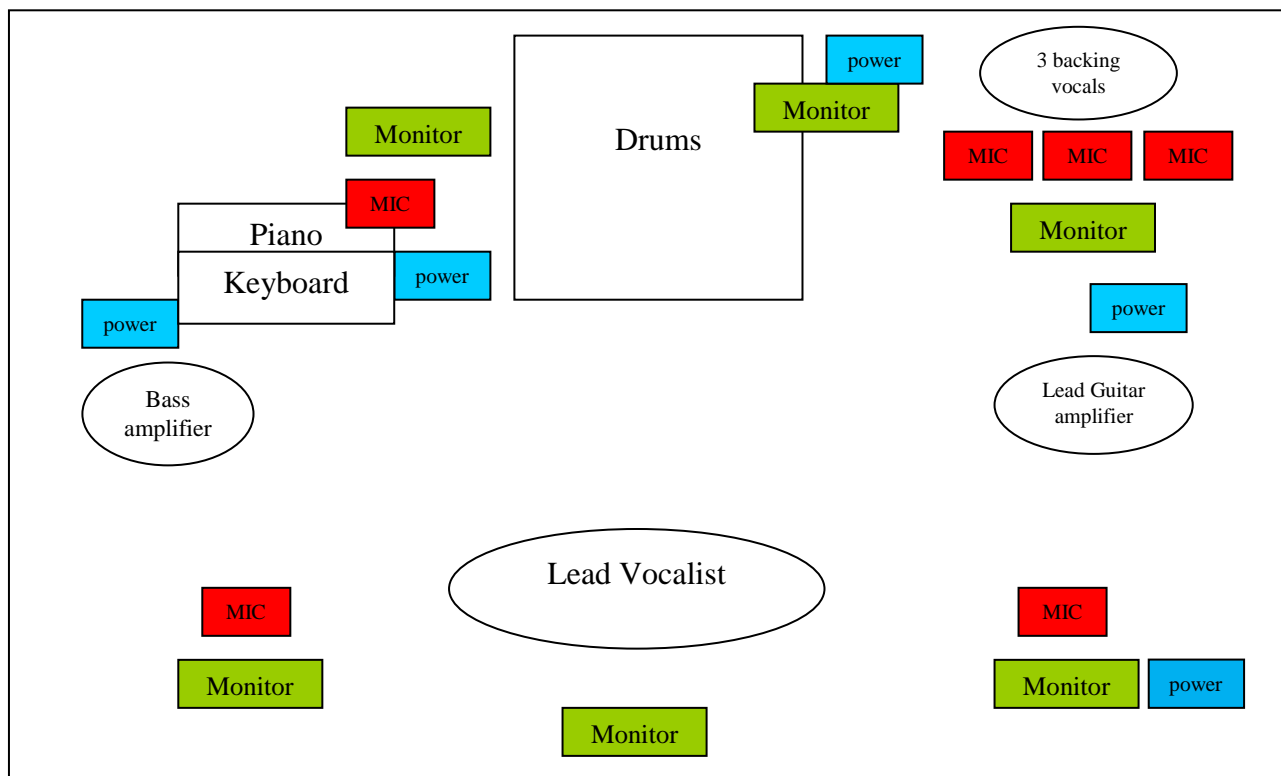 power
3 backing
vocals
Monitor
Monitor
Drums
MIC
MIC
MIC
MIC
Piano
Monitor
Keyboard
power
power
power
Bass
amplifier
Lead Guitar
amplifier
Lead Vocalist
MIC
MIC
Monitor
Monitor
power
Monitor